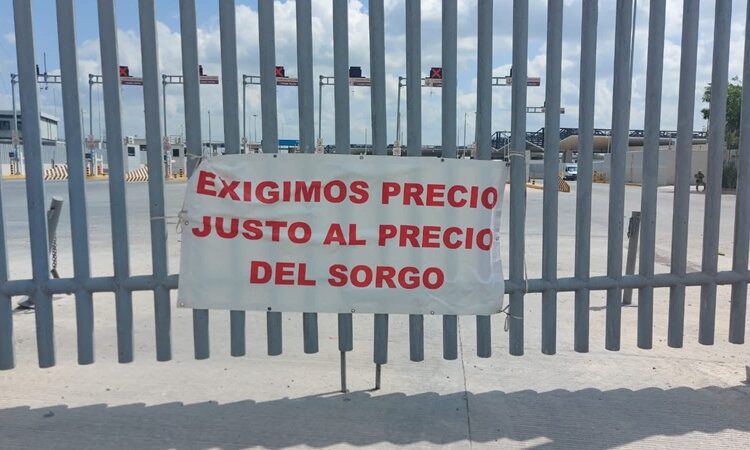 EXIGIMOS PRECIO
JUSTO AL PRECIO
DEL SORGO